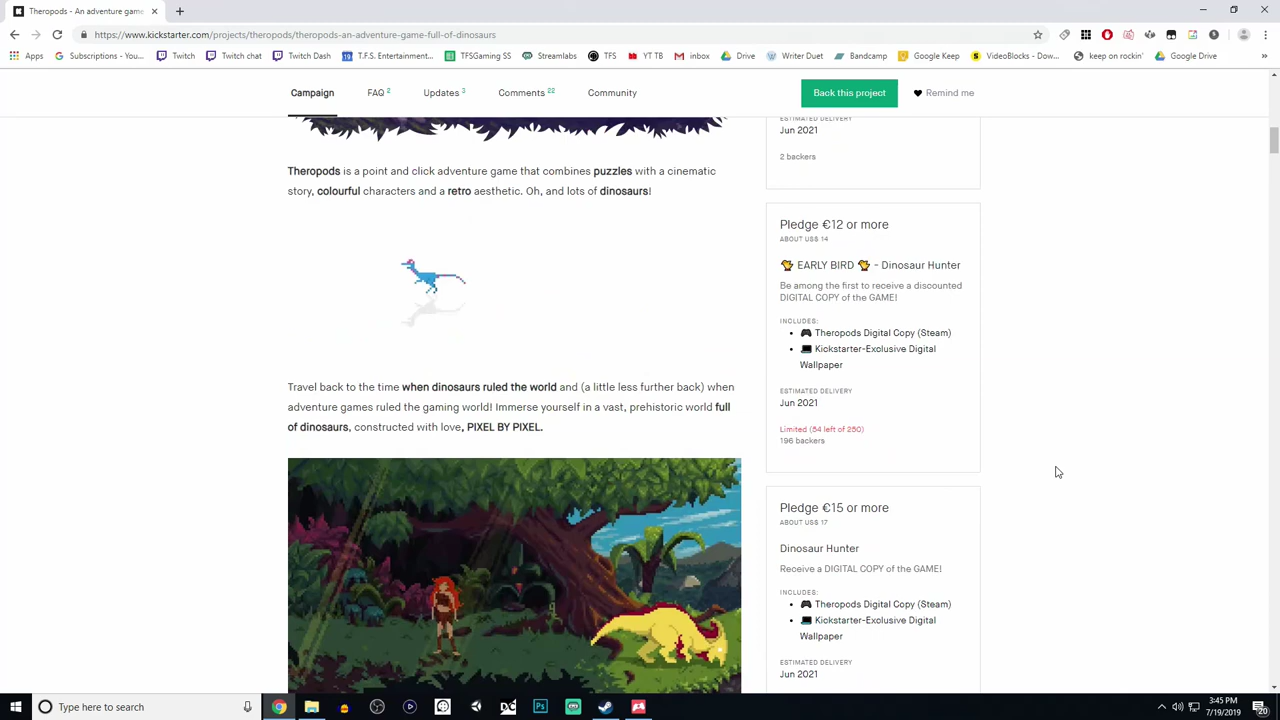 Theropods - An adventure game
https://www.kickstarter.com/projects/theropods/theropods-an-adventure-game-full-of-dinosaurs
Apps
Subscriptions - You...
Twitch
Twitch chat
Twitch Dash
T.F.S. Entertainment...
TFSGaming SS
Streamlabs
TFS
YT TB
inbox
Drive
Writer Duet
Bandcamp
Google Keep
VideoBlocks - Dow...
keep on rockin'
Google Drive
»
Campaign
FAQ 2
Updates 3
Comments 22
Community
Back this project
Remind me
ESTIMATED DELIVERY
Jun 2021
2 backers
Theropods is a point and click adventure game that combines puzzles with a cinematic
story, colourful characters and a retro aesthetic. Oh, and lots of dinosaurs!
Travel back to the time when dinosaurs ruled the world and (a little less further back) when
adventure games ruled the gaming world! Immerse yourself in a vast, prehistoric world full
of dinosaurs, constructed with love, PIXEL BY PIXEL.
Pledge €12 or more
ABOUT US$ 14
EARLY BIRD - Dinosaur Hunter
Be among the first to receive a discounted
DIGITAL COPY of the GAME!
INCLUDES:
• Theropods Digital Copy (Steam)
• Kickstarter-Exclusive Digital
Wallpaper
ESTIMATED DELIVERY
Jun 2021
Limited (54 left of 250)
196 backers
Pledge €15 or more
ABOUT US$ 17
Dinosaur Hunter
Receive a DIGITAL COPY of the GAME!
INCLUDES:
• Theropods Digital Copy (Steam)
• Kickstarter-Exclusive Digital
Wallpaper
ESTIMATED DELIVERY
Jun 2021
Type here to search
DC
Ps
3:45 PM
7/19/2019
20